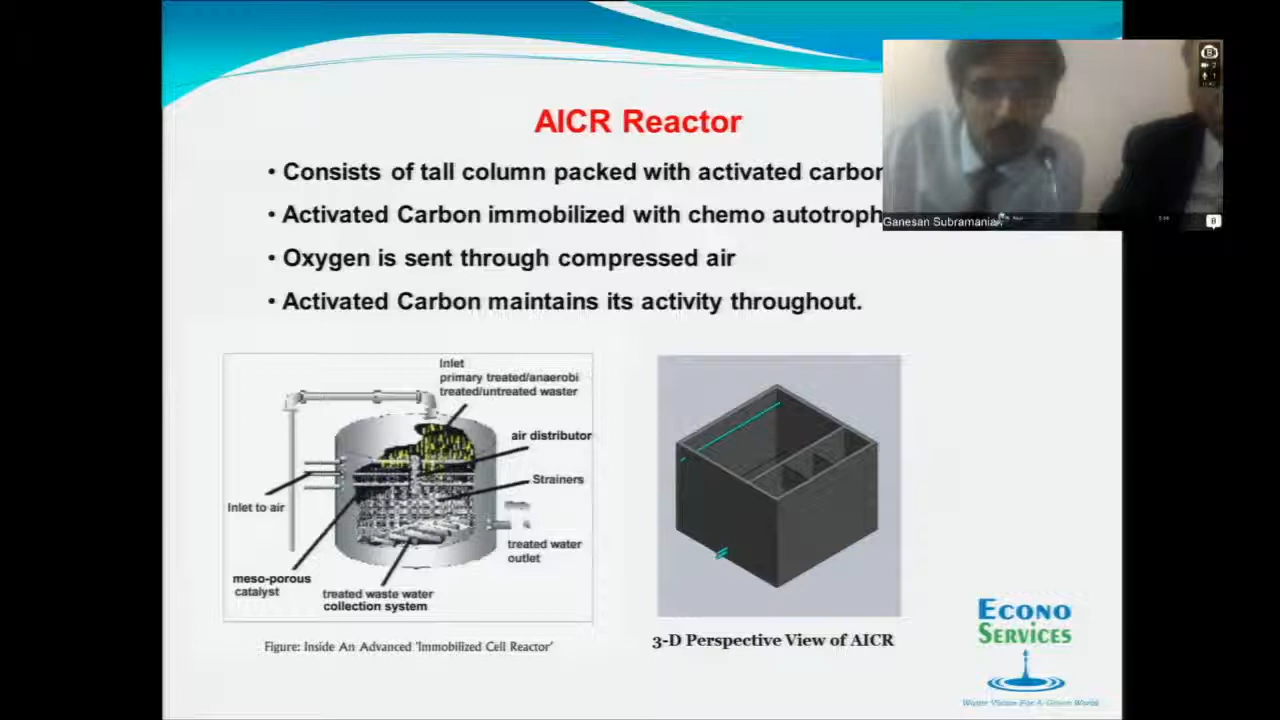 AICR Reactor
• Consists of tall column packed with activated carbon
• Activated Carbon immobilized with chemo autotroph
• Oxygen is sent through compressed air
• Activated Carbon maintains its activity throughout.
Ganesan Subramanian
Inlet
primary treated/anaerobi
treated/untreated waster
air distributor
Strainers
Inlet to air
treated water
outlet
meso-porous
catalyst
treated waste water
collection system
Figure: Inside An Advanced 'Immobilized Cell Reactor'
3-D Perspective View of AICR
ECONO
SERVICES
Water Vision For A Green World